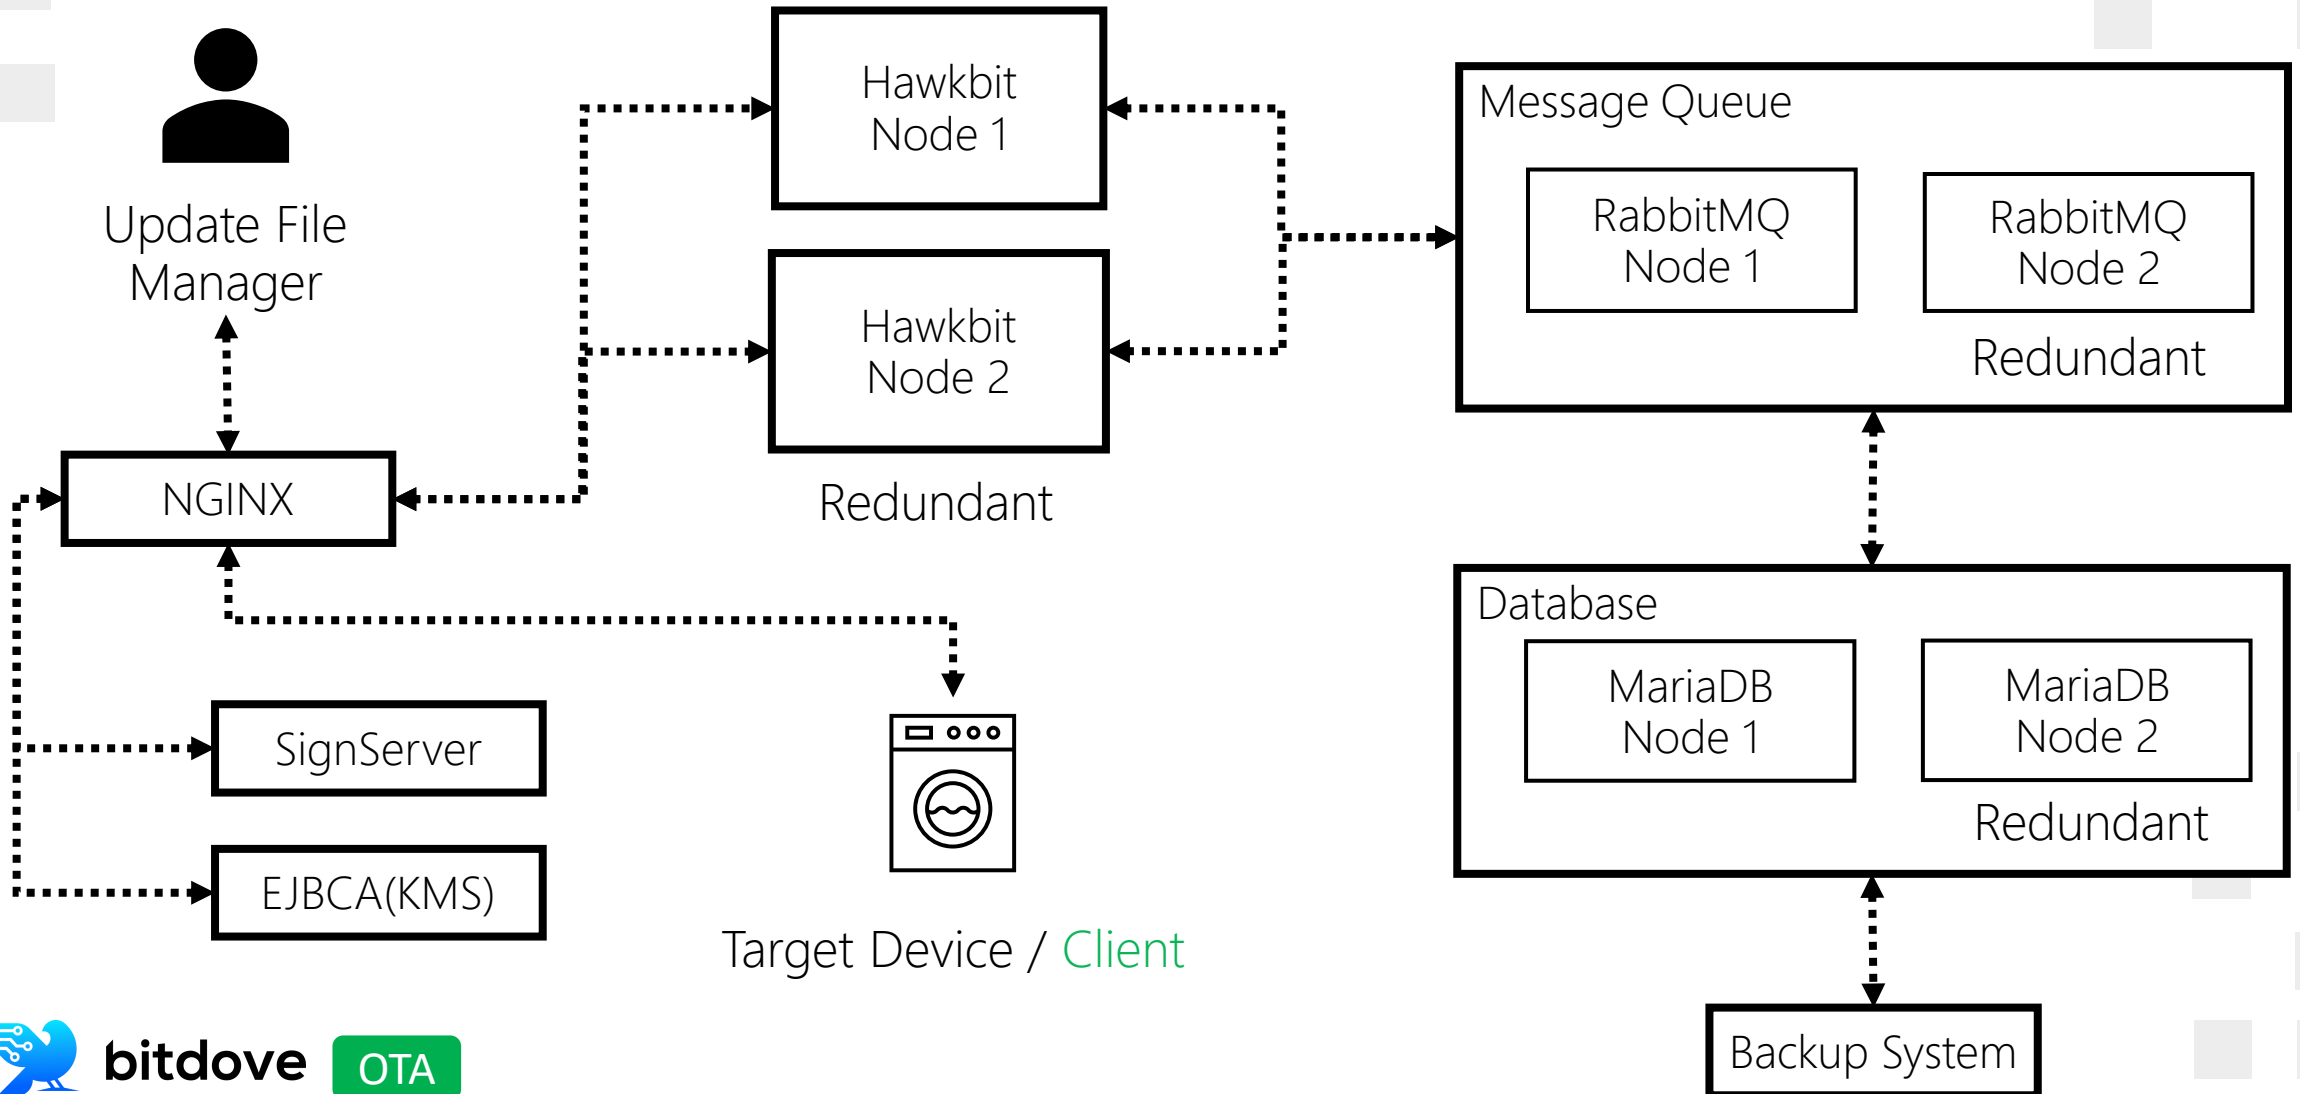 Update File
Manager
NGINX
SignServer
EJBCA(KMS)
Hawkbit
Node 1
Hawkbit
Node 2
Redundant
Target Device / Client
Message Queue
RabbitMQ
Node 1
RabbitMQ
Node 2
Redundant
Database
MariaDB
Node 1
MariaDB
Node 2
Redundant
Backup System
bitdove OTA